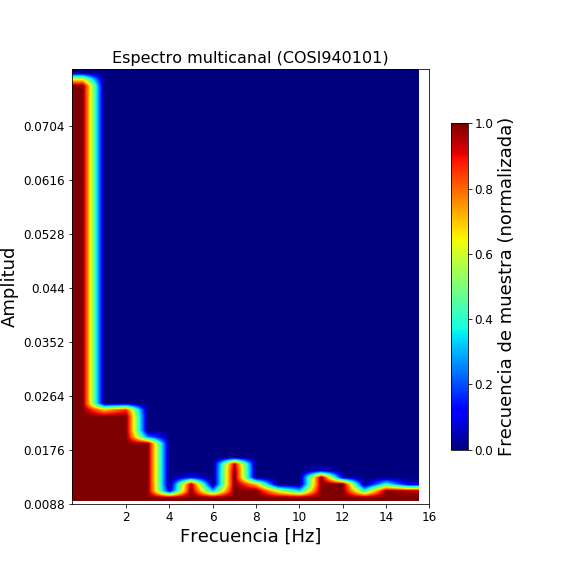 Espectro multicanal (COSI940101)
Amplitud
0.0704
0.0616
0.0528
0.044
0.0352
0.0264
0.0176
0.0088
2 4 6 8 10 12 14 16
Frecuencia [Hz]
1.0
0.8
0.6
0.4
0.2
0.0
Frecuencia de muestra (normalizada)